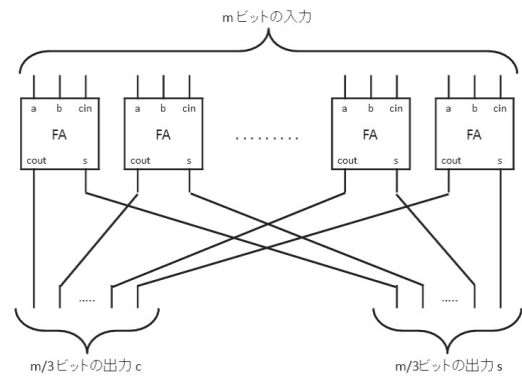 mビットの入力
a b cin a b cin a b cin a b cin
FA FA ......... FA FA
cout s cout s cout s cout s
..... .....
m/3ビットの出力 c m/3ビットの出力 s